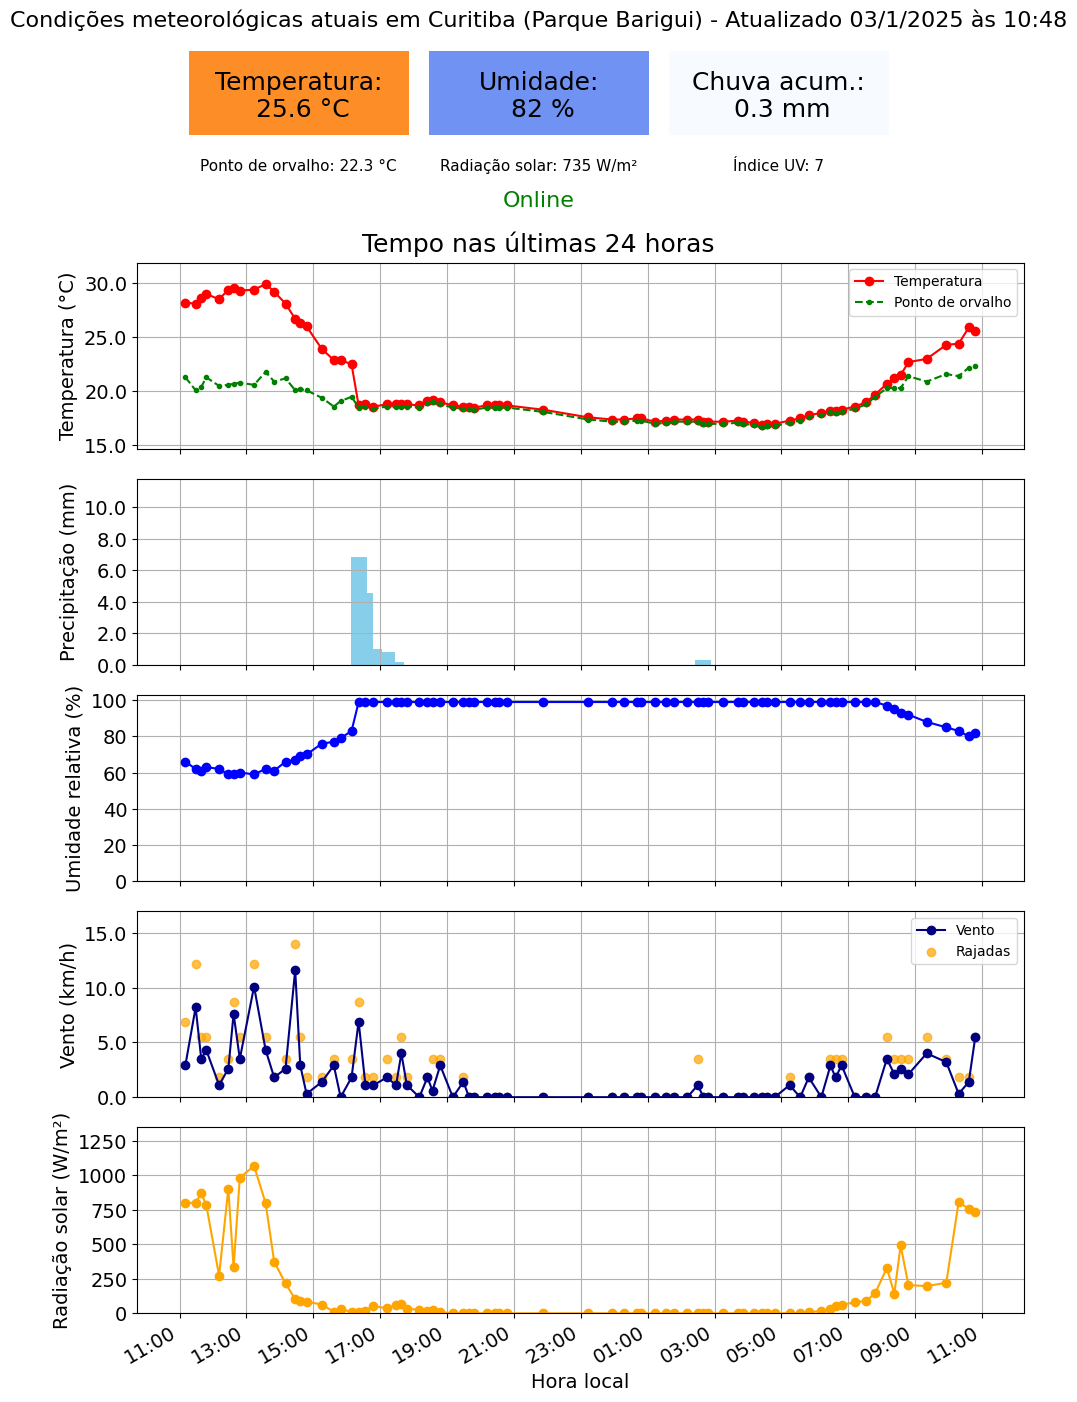 Condições meteorológicas atuais em Curitiba (Parque Barigui) - Atualizado 03/1/2025 às 10:48
Temperatura:
25.6 °C
Umidade:
82 %
Chuva acum.:
0.3 mm
Ponto de orvalho: 22.3 °C
Radiação solar: 735 W/m²
Índice UV: 7
Online
Tempo nas últimas 24 horas
Temperatura (°C)
30.0
25.0
20.0
15.0
Temperatura
Ponto de orvalho
Precipitação (mm)
10.0
8.0
6.0
4.0
2.0
0.0
Umidade relativa (%)
100
80
60
40
20
0
Vento (km/h)
15.0
10.0
5.0
0.0
Vento
Rajadas
Radiação solar (W/m²)
1250
1000
750
500
250
0
11:00
13:00
15:00
17:00
19:00
21:00
23:00
01:00
03:00
05:00
07:00
09:00
11:00
Hora local